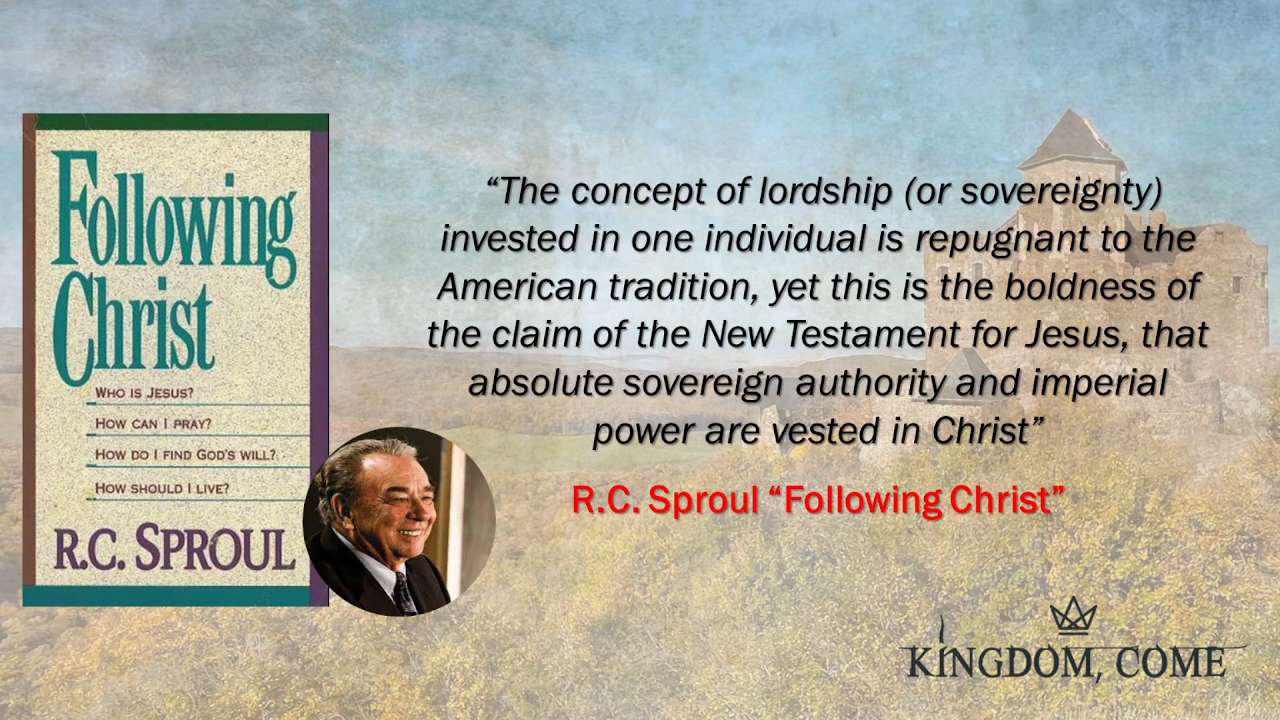 Following
Christ
WHO IS JESUS?
HOW CAN I PRAY?
HOW DO I FIND GOD'S WILL?
HOW SHOULD I LIVE?
R.C. SPROUL
“The concept of lordship (or sovereignty)
invested in one individual is repugnant to the
American tradition, yet this is the boldness of
the claim of the New Testament for Jesus, that
absolute sovereign authority and imperial
power are vested in Christ”
R.C. Sproul “Following Christ”
KINGDOM, COME